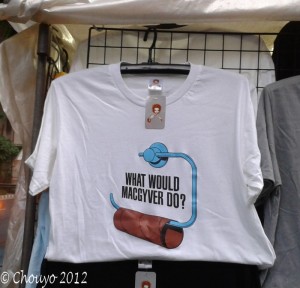 WHAT WOULD
MACGYVER DO?
© Chouyo 2012